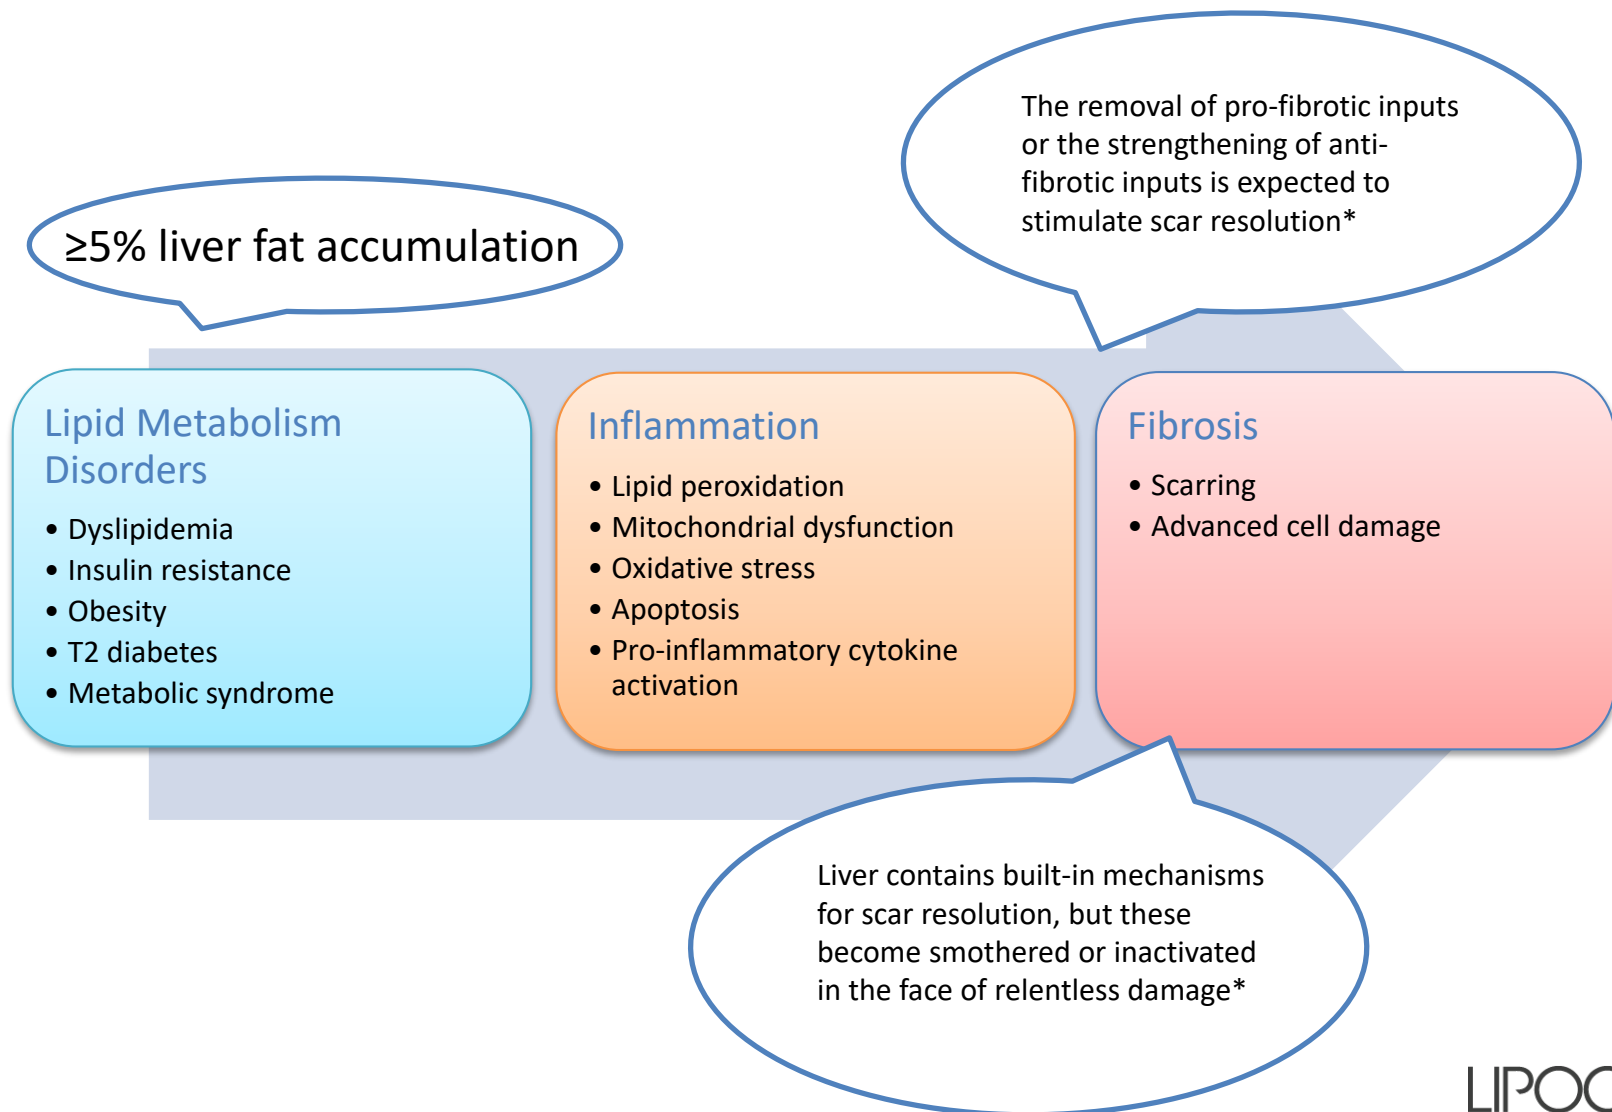 The removal of pro-fibrotic inputs
or the strengthening of anti-
fibrotic inputs is expected to
stimulate scar resolution*
≥5% liver fat accumulation
Lipid Metabolism
Disorders
• Dyslipidemia
• Insulin resistance
• Obesity
• T2 diabetes
• Metabolic syndrome
Inflammation
• Lipid peroxidation
• Mitochondrial dysfunction
• Oxidative stress
• Apoptosis
• Pro-inflammatory cytokine
activation
Fibrosis
• Scarring
• Advanced cell damage
Liver contains built-in mechanisms
for scar resolution, but these
become smothered or inactivated
in the face of relentless damage*